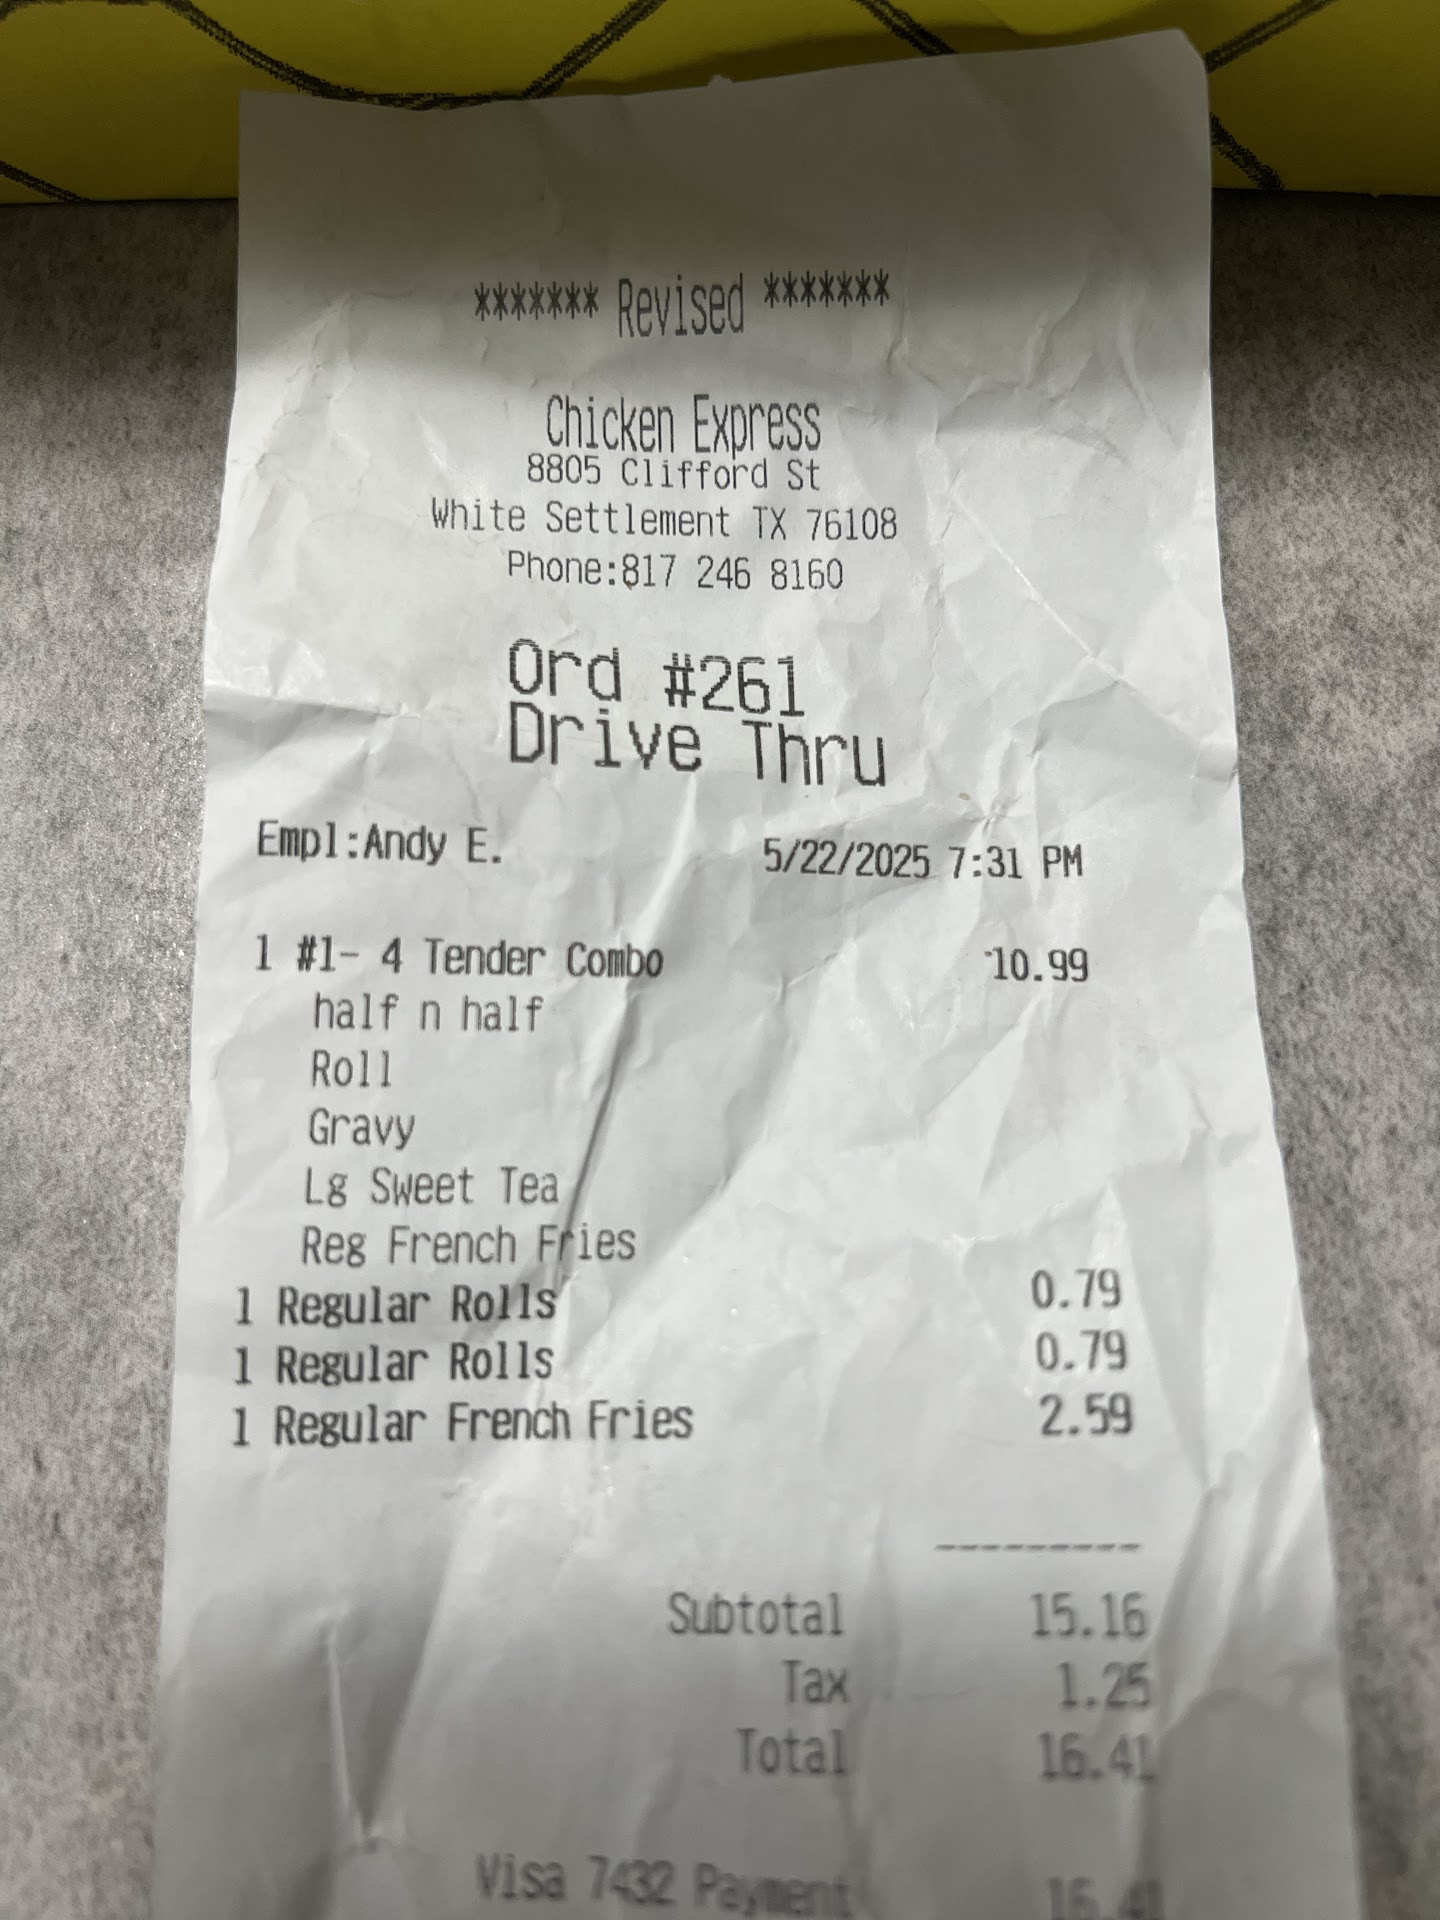 ******* Revised *******
Chicken Express
8805 Clifford St
White Settlement TX 76108
Phone:817 246 8160
Ord #261
Drive Thru
Empl:Andy E. 5/22/2025 7:31 PM
1 #1- 4 Tender Combo 10.99
half n half
Roll
Gravy
Lg Sweet Tea
Reg French Fries
1 Regular Rolls 0.79
1 Regular Rolls 0.79
1 Regular French Fries 2.59
---------
Subtotal 15.16
Tax 1.25
Total 16.41
Visa 7432 Payment 16.41